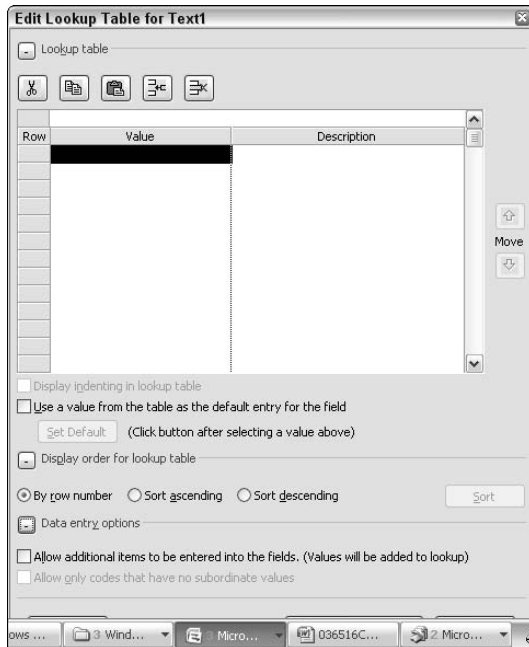 Edit Lookup Table for Text1
Lookup table
Row Value Description
Move
Display indenting in lookup table
Use a value from the table as the default entry for the field
Set Default (Click button after selecting a value above)
Display order for lookup table
By row number Sort ascending Sort descending Sort
Data entry options
Allow additional items to be entered into the fields. (Values will be added to lookup)
Allow only codes that have no subordinate values
ows ... 3 Wind... 3 Micro... 036516C... 2 Micro...